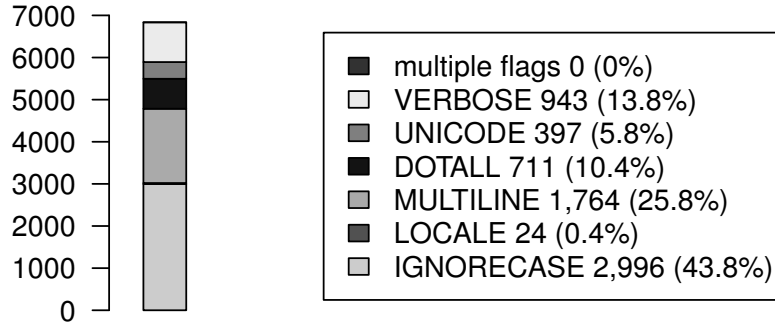 7000
6000
5000
4000
3000
2000
1000
0
multiple flags 0 (0%)
VERBOSE 943 (13.8%)
UNICODE 397 (5.8%)
DOTALL 711 (10.4%)
MULTILINE 1,764 (25.8%)
LOCALE 24 (0.4%)
IGNORECASE 2,996 (43.8%)